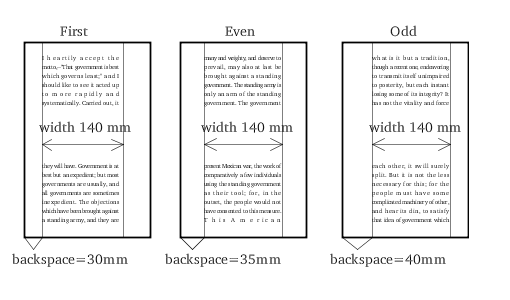 First
I heartily accept the
motto,--"That government is best
which governs least;" and I
should like to see it acted up
to more rapidly and
systematically. Carried out, it
width 140 mm
they will have. Government is at
best but an expedient; but most
governments are usually, and
all governments are sometimes
inexpedient. The objections
which have been brought against
a standing army, and they are
backspace=30mm
Even
many and weighty, and deserve to
prevail, may also at last be
brought against a standing
government. The standing army is
only an arm of the standing
government. The government
width 140 mm
present Mexican war, the work of
comparatively a few individuals
using the standing government
as their tool; for, in the
outset, the people would not
have consented to this measure.
This American
backspace=35mm
Odd
what is it but a tradition,
though a recent one, endeavoring
to transmit itself unimpaired
to posterity, but each instant
losing some of its integrity? It
has not the vitality and force
width 140 mm
each other, it will surely
split. But it is not the less
necessary for this; for the
people must have some
complicated machinery of other,
and hear its din, to satisfy
that idea of government which
backspace=40mm